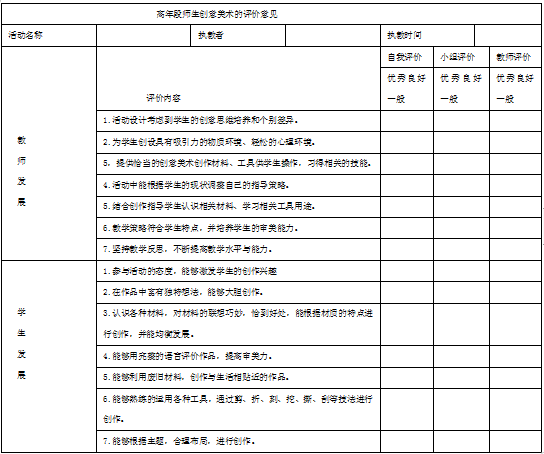 高年段师生创意美术的评价意见
活动名称 执教者 执教时间
评价内容 自我评价 小组评价 教师评价
优秀良好 优秀良好 优秀良好
一般 一般 一般
教师发展
1.活动设计考虑到学生的创意思维培养和个别差异。
2.为学生创设具有吸引力的物质环境、轻松的心理环境。
3，提供恰当的创意美术创作材料、工具供学生操作，习得相关的技能。
4.活动中能根据学生的现状调整自己的指导策略。
5.结合创作指导学生认识相关材料、学习相关工具用途。
6.教学策略符合学生特点，并培养学生的审美能力。
7.坚持教学反思，不断提高教学水平与能力。
学生发展
1.参与活动的态度，能够激发学生的创作兴趣
2.在作品中富有独特想法，能够大胆创作。
3.认识各种材料，对材料的联想巧妙，恰到好处，能根据材质的特点进
行创作，并能均衡发展。
4.能够用完整的语言评价作品，提高审美力。
5.能够利用废旧材料，创作与生活相贴近的作品。
6.能够熟练的运用各种工具，通过剪、折、刻、挖、撕、刮等技法进行
创作。
7.能够根据主题，合理布局，进行创作。